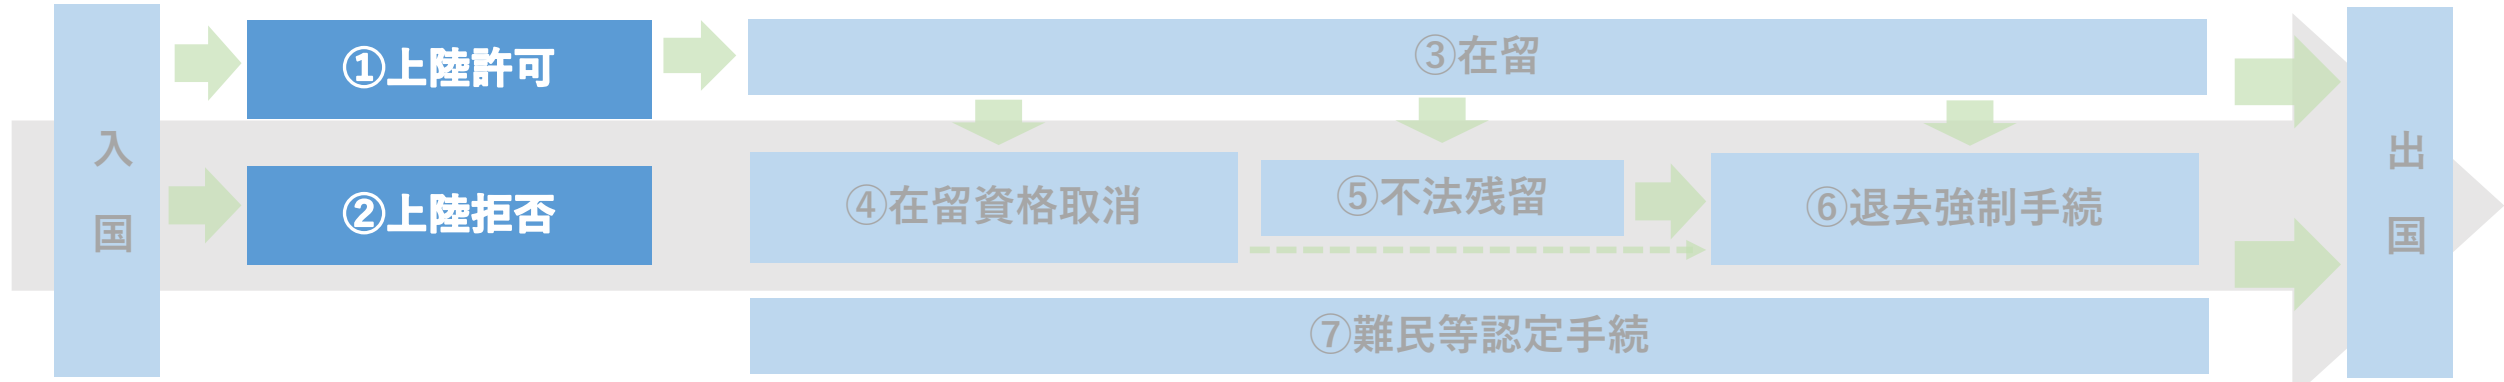 入国
①上陸許可
②上陸拒否
③在留
④在留資格取消
⑤不法残留
⑥退去強制手続
⑦難民等認定手続
出国